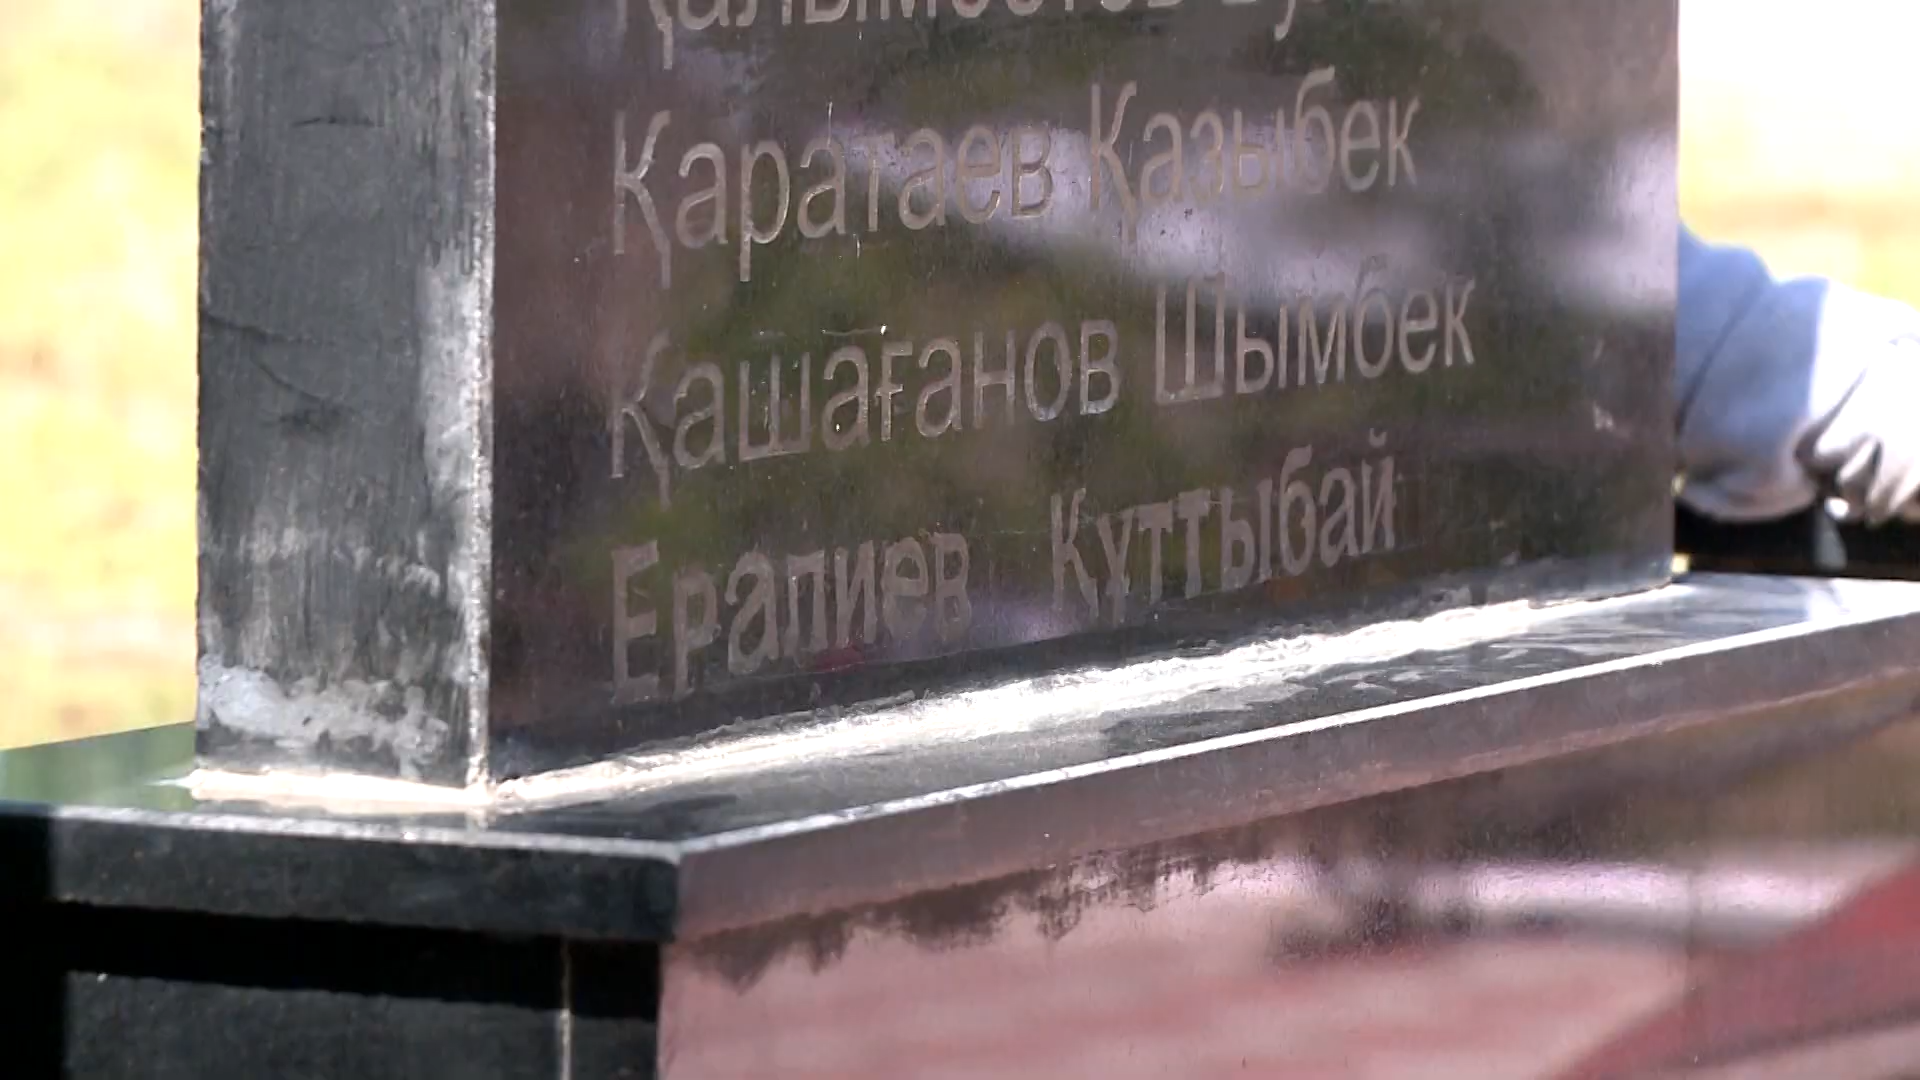 Қаратаев Қазыбек
Қашағанов Шымбек
Ералиев Құттыбай